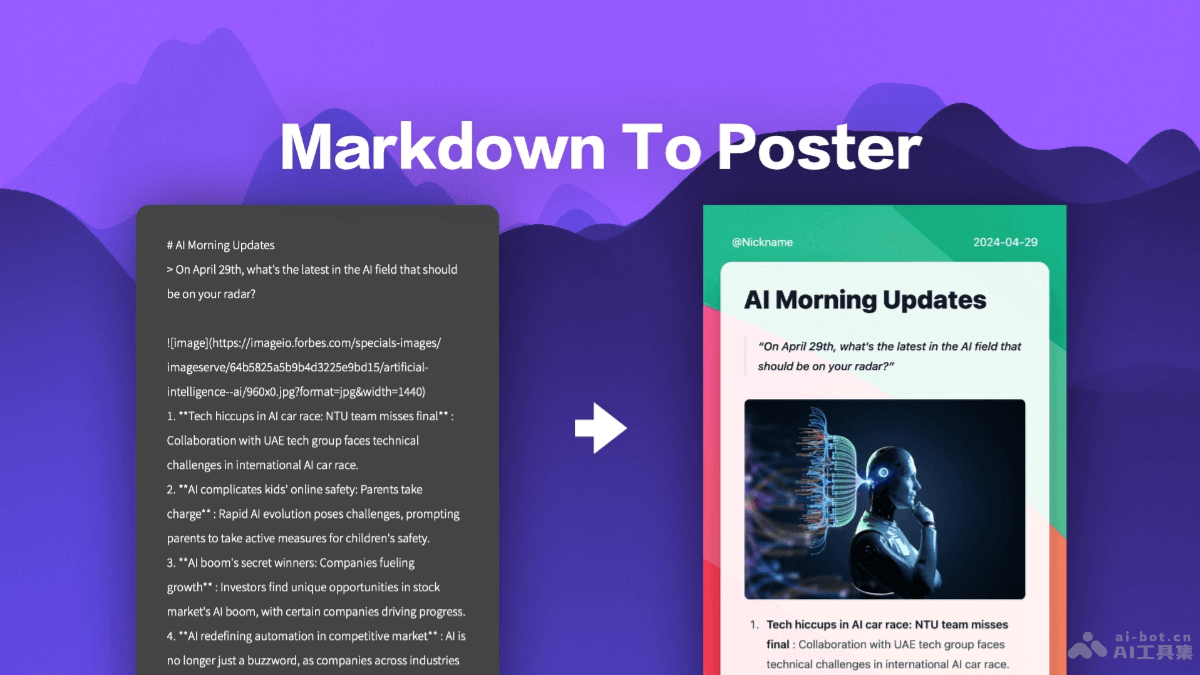 Markdown To Poster
# AI Morning Updates
> On April 29th, what's the latest in the AI field that should
be on your radar?
![image](https://imageio.forbes.com/specials-images/
imageserve/64b5825a5b9b4d3225e9bd15/artificial-
intelligence--ai/960x0.jpg?format=jpg&width=1440)
1. **Tech hiccups in AI car race: NTU team misses final** :
Collaboration with UAE tech group faces technical
challenges in international AI car race.
2. **AI complicates kids' online safety: Parents take
charge** : Rapid AI evolution poses challenges, prompting
parents to take active measures for children's safety.
3. **AI boom's secret winners: Companies fueling
growth** : Investors find unique opportunities in stock
market's AI boom, with certain companies driving progress.
4. **AI redefining automation in competitive market** : AI is
no longer just a buzzword, as companies across industries
@Nickname
2024-04-29
AI Morning Updates
“On April 29th, what's the latest in the AI field that
should be on your radar?”
1. Tech hiccups in AI car race: NTU team misses
final : Collaboration with UAE tech group faces
technical challenges in international AI car race.
ai-bot.cn
AI工具集